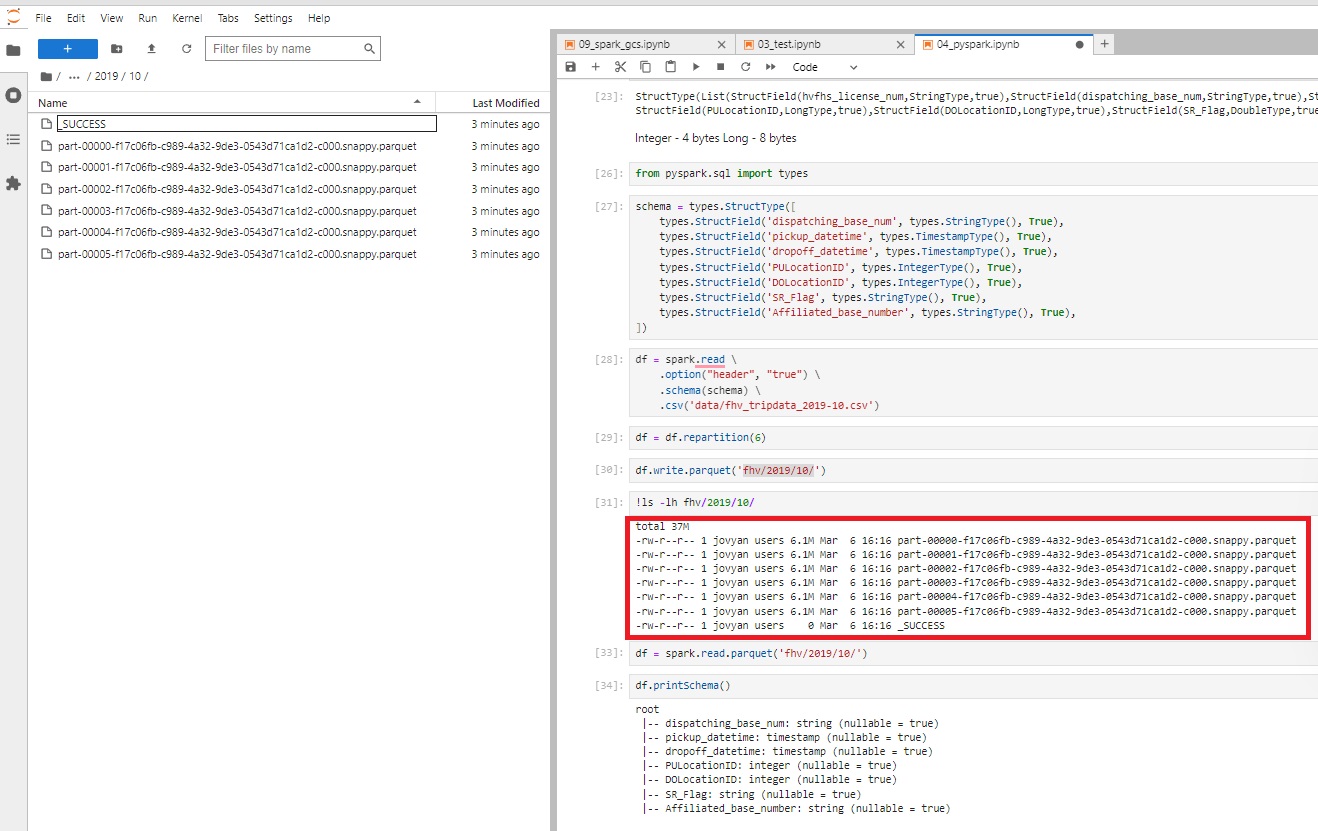 File Edit View Run Kernel Tabs Settings Help
Filter files by name
/ ... / 2019 / 10 /
Name Last Modified
_SUCCESS 3 minutes ago
part-00000-f17c06fb-c989-4a32-9de3-0543d71ca1d2-c000.snappy.parquet 3 minutes ago
part-00001-f17c06fb-c989-4a32-9de3-0543d71ca1d2-c000.snappy.parquet 3 minutes ago
part-00002-f17c06fb-c989-4a32-9de3-0543d71ca1d2-c000.snappy.parquet 3 minutes ago
part-00003-f17c06fb-c989-4a32-9de3-0543d71ca1d2-c000.snappy.parquet 3 minutes ago
part-00004-f17c06fb-c989-4a32-9de3-0543d71ca1d2-c000.snappy.parquet 3 minutes ago
part-00005-f17c06fb-c989-4a32-9de3-0543d71ca1d2-c000.snappy.parquet 3 minutes ago
09_spark_gcs.ipynb 03_test.ipynb 04_pyspark.ipynb
Code
[23]: StructType(List(StructField(hvfhs_license_num,StringType,true),StructField(dispatching_base_num,StringType,true),St
StructField(PULocationID,LongType,true),StructField(DOLocationID,LongType,true),StructField(SR_Flag,DoubleType,true
Integer - 4 bytes Long - 8 bytes
[26]: from pyspark.sql import types
[27]: schema = types.StructType([
types.StructField('dispatching_base_num', types.StringType(), True),
types.StructField('pickup_datetime', types.TimestampType(), True),
types.StructField('dropoff_datetime', types.TimestampType(), True),
types.StructField('PULocationID', types.IntegerType(), True),
types.StructField('DOLocationID', types.IntegerType(), True),
types.StructField('SR_Flag', types.StringType(), True),
types.StructField('Affiliated_base_number', types.StringType(), True),
])
[28]: df = spark.read \
.option("header", "true") \
.schema(schema) \
.csv('data/fhv_tripdata_2019-10.csv')
[29]: df = df.repartition(6)
[30]: df.write.parquet('fhv/2019/10/')
[31]: !ls -lh fhv/2019/10/
total 37M
-rw-r--r-- 1 jovyan users 6.1M Mar  6 16:16 part-00000-f17c06fb-c989-4a32-9de3-0543d71ca1d2-c000.snappy.parquet
-rw-r--r-- 1 jovyan users 6.1M Mar  6 16:16 part-00001-f17c06fb-c989-4a32-9de3-0543d71ca1d2-c000.snappy.parquet
-rw-r--r-- 1 jovyan users 6.1M Mar  6 16:16 part-00002-f17c06fb-c989-4a32-9de3-0543d71ca1d2-c000.snappy.parquet
-rw-r--r-- 1 jovyan users 6.1M Mar  6 16:16 part-00003-f17c06fb-c989-4a32-9de3-0543d71ca1d2-c000.snappy.parquet
-rw-r--r-- 1 jovyan users 6.1M Mar  6 16:16 part-00004-f17c06fb-c989-4a32-9de3-0543d71ca1d2-c000.snappy.parquet
-rw-r--r-- 1 jovyan users 6.1M Mar  6 16:16 part-00005-f17c06fb-c989-4a32-9de3-0543d71ca1d2-c000.snappy.parquet
-rw-r--r-- 1 jovyan users    0 Mar  6 16:16 _SUCCESS
[33]: df = spark.read.parquet('fhv/2019/10/')
[34]: df.printSchema()
root
|-- dispatching_base_num: string (nullable = true)
|-- pickup_datetime: timestamp (nullable = true)
|-- dropoff_datetime: timestamp (nullable = true)
|-- PULocationID: integer (nullable = true)
|-- DOLocationID: integer (nullable = true)
|-- SR_Flag: string (nullable = true)
|-- Affiliated_base_number: string (nullable = true)